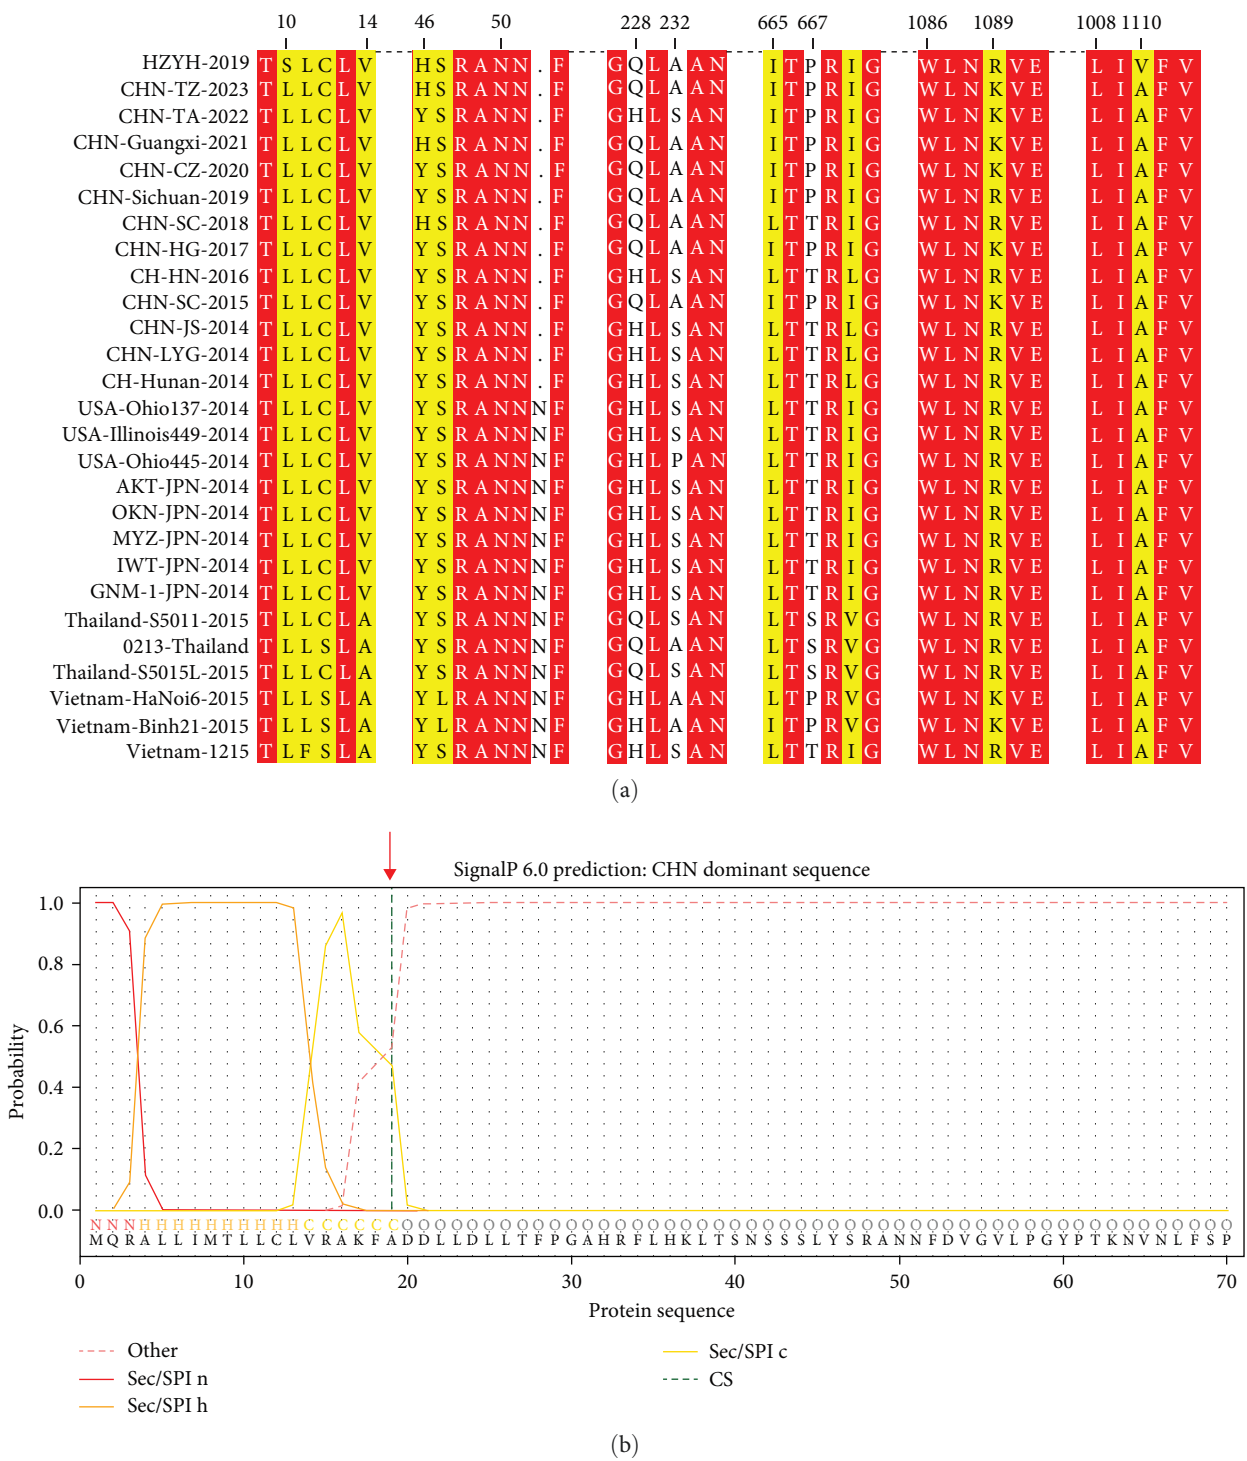 10 14 46 50 228 232 665 667 1086 1089 1008 1110
HZYH-2019 T S L C L V H S R A N N . F G Q L A A N I T P R I G W L N R V E L I V F V
CHN-TZ-2023 T L L C L V H S R A N N . F G Q L A A N I T P R I G W L N K V E L I A F V
CHN-TA-2022 T L L C L V Y S R A N N . F G H L S A N I T P R I G W L N K V E L I A F V
CHN-Guangxi-2021 T L L C L V H S R A N N . F G Q L A A N I T P R I G W L N K V E L I A F V
CHN-CZ-2020 T L L C L V Y S R A N N . F G Q L A A N I T P R I G W L N K V E L I A F V
CHN-Sichuan-2019 T L L C L V Y S R A N N . F G Q L A A N I T P R I G W L N K V E L I A F V
CHN-SC-2018 T L L C L V H S R A N N . F G Q L A A N L T T R I G W L N R V E L I A F V
CHN-HG-2017 T L L C L V Y S R A N N . F G Q L A A N I T P R I G W L N K V E L I A F V
CH-HN-2016 T L L C L V Y S R A N N . F G H L S A N L T T R L G W L N R V E L I A F V
CHN-SC-2015 T L L C L V Y S R A N N . F G Q L A A N I T P R I G W L N K V E L I A F V
CHN-JS-2014 T L L C L V Y S R A N N . F G H L S A N L T T R L G W L N R V E L I A F V
CHN-LYG-2014 T L L C L V Y S R A N N . F G H L S A N L T T R L G W L N R V E L I A F V
CH-Hunan-2014 T L L C L V Y S R A N N . F G H L S A N L T T R L G W L N R V E L I A F V
USA-Ohio137-2014 T L L C L V Y S R A N N N F G H L S A N L T T R I G W L N R V E L I A F V
USA-Illinois449-2014 T L L C L V Y S R A N N N F G H L S A N L T T R I G W L N R V E L I A F V
USA-Ohio445-2014 T L L C L V Y S R A N N N F G H L P A N L T T R I G W L N R V E L I A F V
AKT-JPN-2014 T L L C L V Y S R A N N N F G H L S A N L T T R I G W L N R V E L I A F V
OKN-JPN-2014 T L L C L V Y S R A N N N F G H L S A N L T T R I G W L N R V E L I A F V
MYZ-JPN-2014 T L L C L V Y S R A N N N F G H L S A N L T T R I G W L N R V E L I A F V
IWT-JPN-2014 T L L C L V Y S R A N N N F G H L S A N L T T R I G W L N R V E L I A F V
GNM-1-JPN-2014 T L L C L V Y S R A N N N F G H L S A N L T T R I G W L N R V E L I A F V
Thailand-S5011-2015 T L L C L A Y S R A N N N F G Q L S A N L T S R V G W L N R V E L I A F V
0213-Thailand T L L S L A Y S R A N N N F G Q L A A N L T S R V G W L N R V E L I A F V
Thailand-S5015L-2015 T L L C L A Y S R A N N N F G Q L S A N L T S R V G W L N R V E L I A F V
Vietnam-HaNoi6-2015 T L L S L A Y L R A N N N F G H L A A N L T P R V G W L N K V E L I A F V
Vietnam-Binh21-2015 T L L S L A Y L R A N N N F G H L A A N I T P R V G W L N K V E L I A F V
Vietnam-1215 T L F S L A Y S R A N N N F G H L S A N L T T R I G W L N R V E L I A F V
(a)
SignalP 6.0 prediction: CHN dominant sequence
Probability
1.0
0.8
0.6
0.4
0.2
0.0
N N N H H H H H H H H H H C C C C C C O O O O O O O O O O O O O O O O O O O O O O O O O O O O O O O O O O O O O O O O O O O O O O O O O O O
M Q R A L L I M T L L C L V R A K F A D D L L D L L T F P G A H R F L H K L T S N S S S L Y S R A N N F D V G V L P G Y P T K N V N L F S P
0 10 20 30 40 50 60 70
Protein sequence
Other
Sec/SPI n
Sec/SPI h
Sec/SPI c
CS
(b)